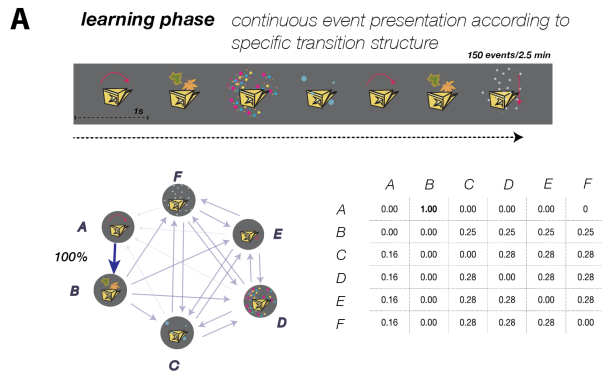 A
learning phase continuous event presentation according to
specific transition structure
150 events/2.5 min
1s
F
A
E
100%
B
D
C
A B C D E F
A 0.00 1.00 0.00 0.00 0.00 0
B 0.00 0.00 0.25 0.25 0.25 0.25
C 0.16 0.00 0.00 0.28 0.28 0.28
D 0.16 0.00 0.28 0.00 0.28 0.28
E 0.16 0.00 0.28 0.28 0.00 0.28
F 0.16 0.00 0.28 0.28 0.28 0.00